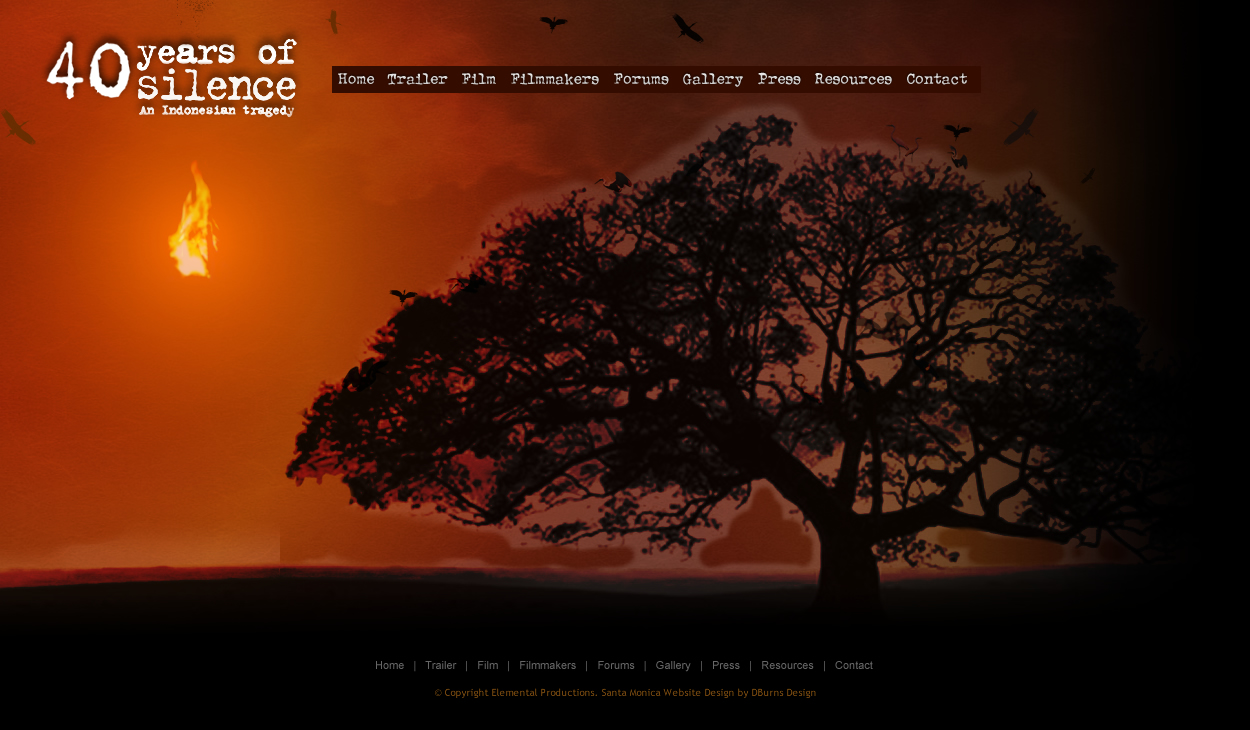 40 years of
silence
An Indonesian tragedy
Home Trailer Film Filmmakers Forums Gallery Press Resources Contact
Home | Trailer | Film | Filmmakers | Forums | Gallery | Press | Resources | Contact
© Copyright Elemental Productions. Santa Monica Website Design by DBurns Design